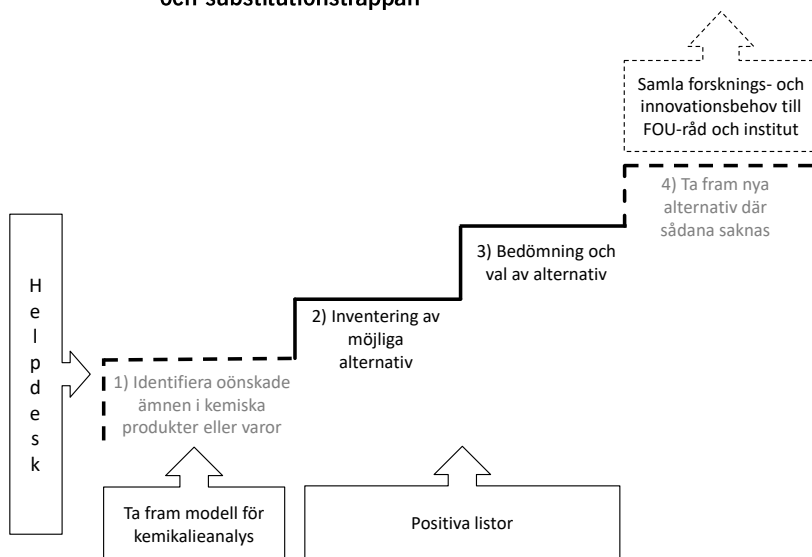 och substitutionstrappan
Samla forsknings- och
innovationsbehov till
FOU-råd och institut
4) Ta fram nya
alternativ där
sådana saknas
3) Bedömning och
val av alternativ
2) Inventering av
möjliga
alternativ
1) Identifiera oönskade
ämnen i kemiska
produkter eller varor
Helpdesk
Ta fram modell för
kemikalieanalys
Positiva listor